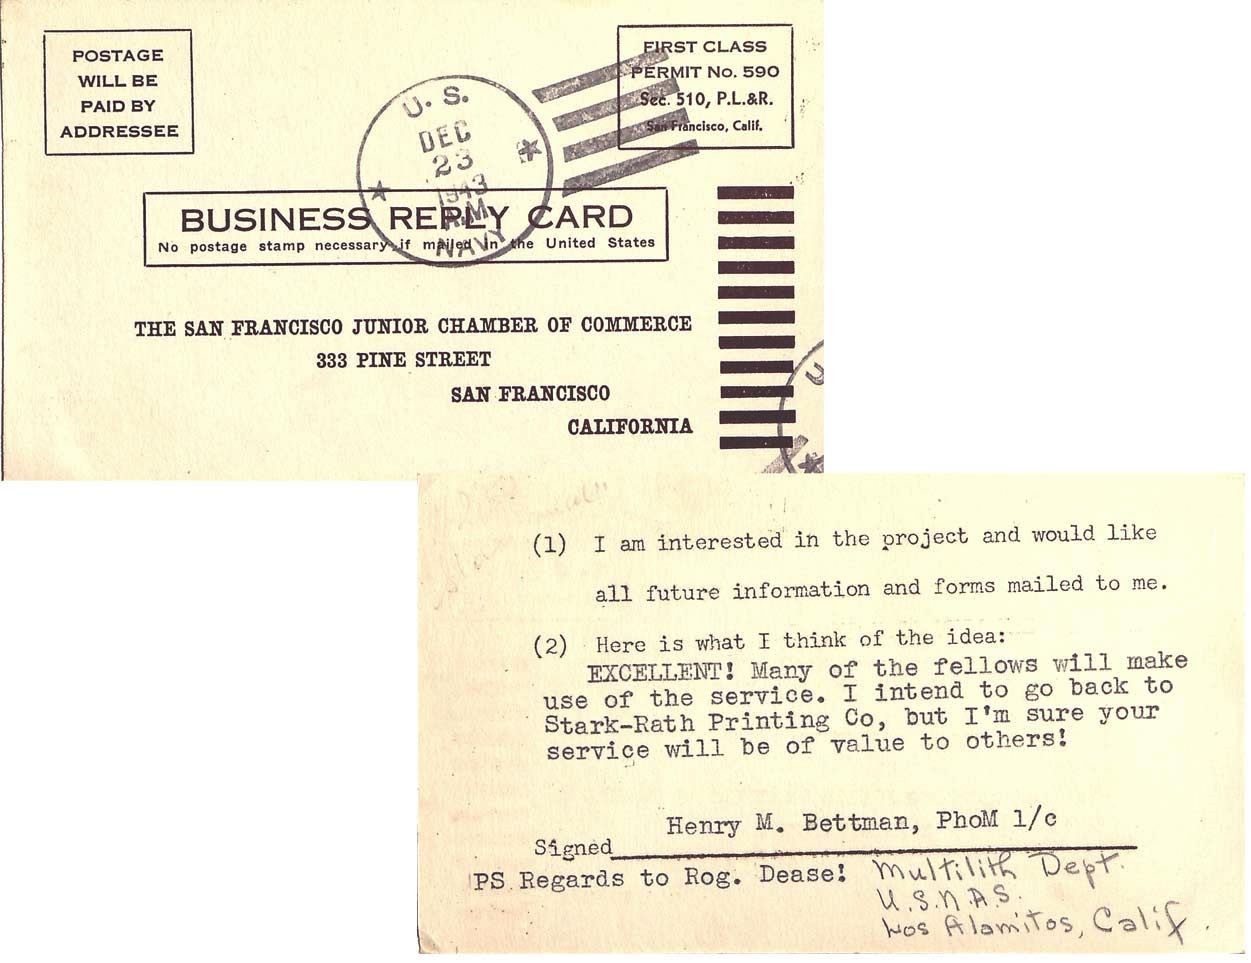 POSTAGE
WILL BE
PAID BY
ADDRESSEE
U. S.
DEC
23
1943
A.M.
NAVY
FIRST CLASS
PERMIT No. 590
Sec. 510, P.L.&R.
San Francisco, Calif.
BUSINESS REPLY CARD
No postage stamp necessary if mailed in the United States
THE SAN FRANCISCO JUNIOR CHAMBER OF COMMERCE
333 PINE STREET
SAN FRANCISCO
CALIFORNIA
U
(1) I am interested in the project and would like
all future information and forms mailed to me.
(2) Here is what I think of the idea:
EXCELLENT! Many of the fellows will make
use of the service. I intend to go back to
Stark-Rath Printing Co, but I'm sure your
service will be of value to others!
Henry M. Bettman, PhoM 1/c
Signed
PS Regards to Rog. Dease! Multilith Dept.
U.S.N.A.S.
Los Alamitos, Calif.